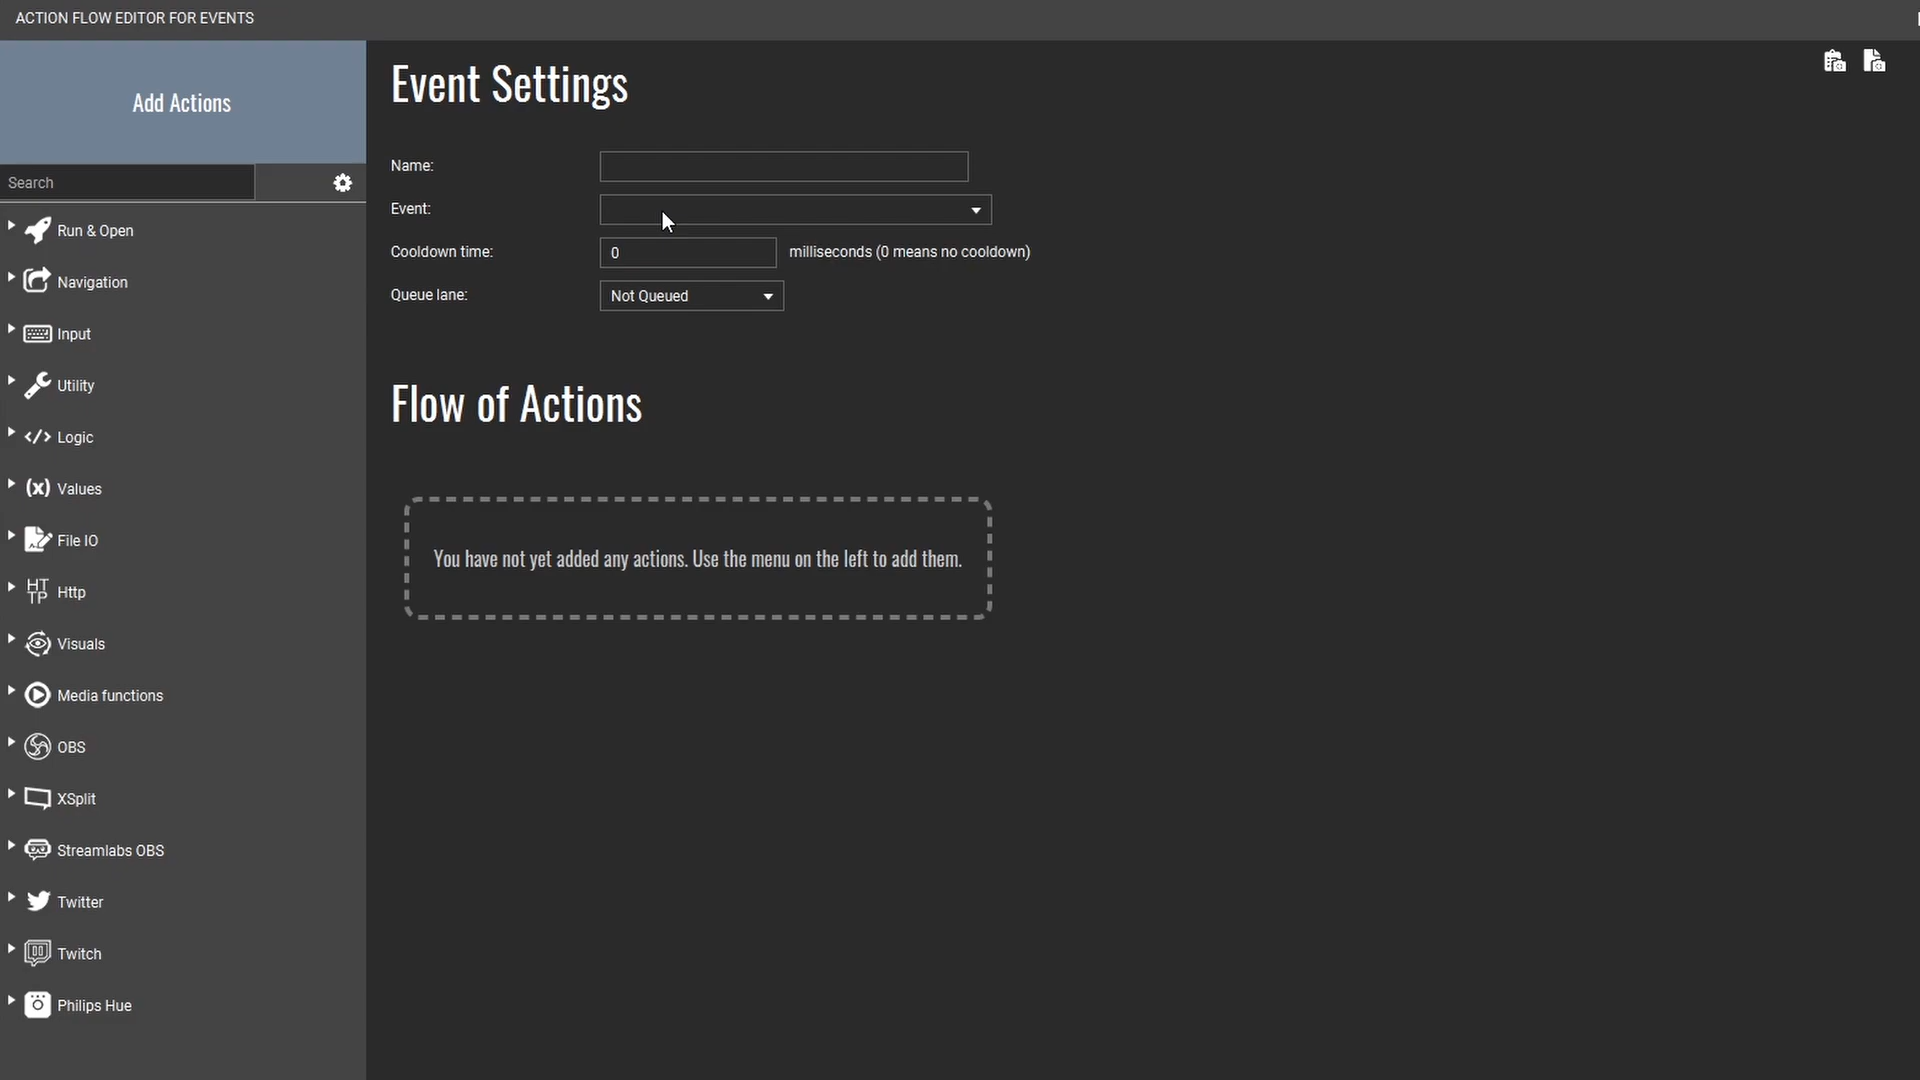 ACTION FLOW EDITOR FOR EVENTS
Add Actions
Search
Run & Open
Navigation
Input
Utility
Logic
Values
File IO
Http
Visuals
Media functions
OBS
XSplit
Streamlabs OBS
Twitter
Twitch
Philips Hue
Event Settings
Name:
Event:
Cooldown time: 0 milliseconds (0 means no cooldown)
Queue lane: Not Queued
Flow of Actions
You have not yet added any actions. Use the menu on the left to add them.